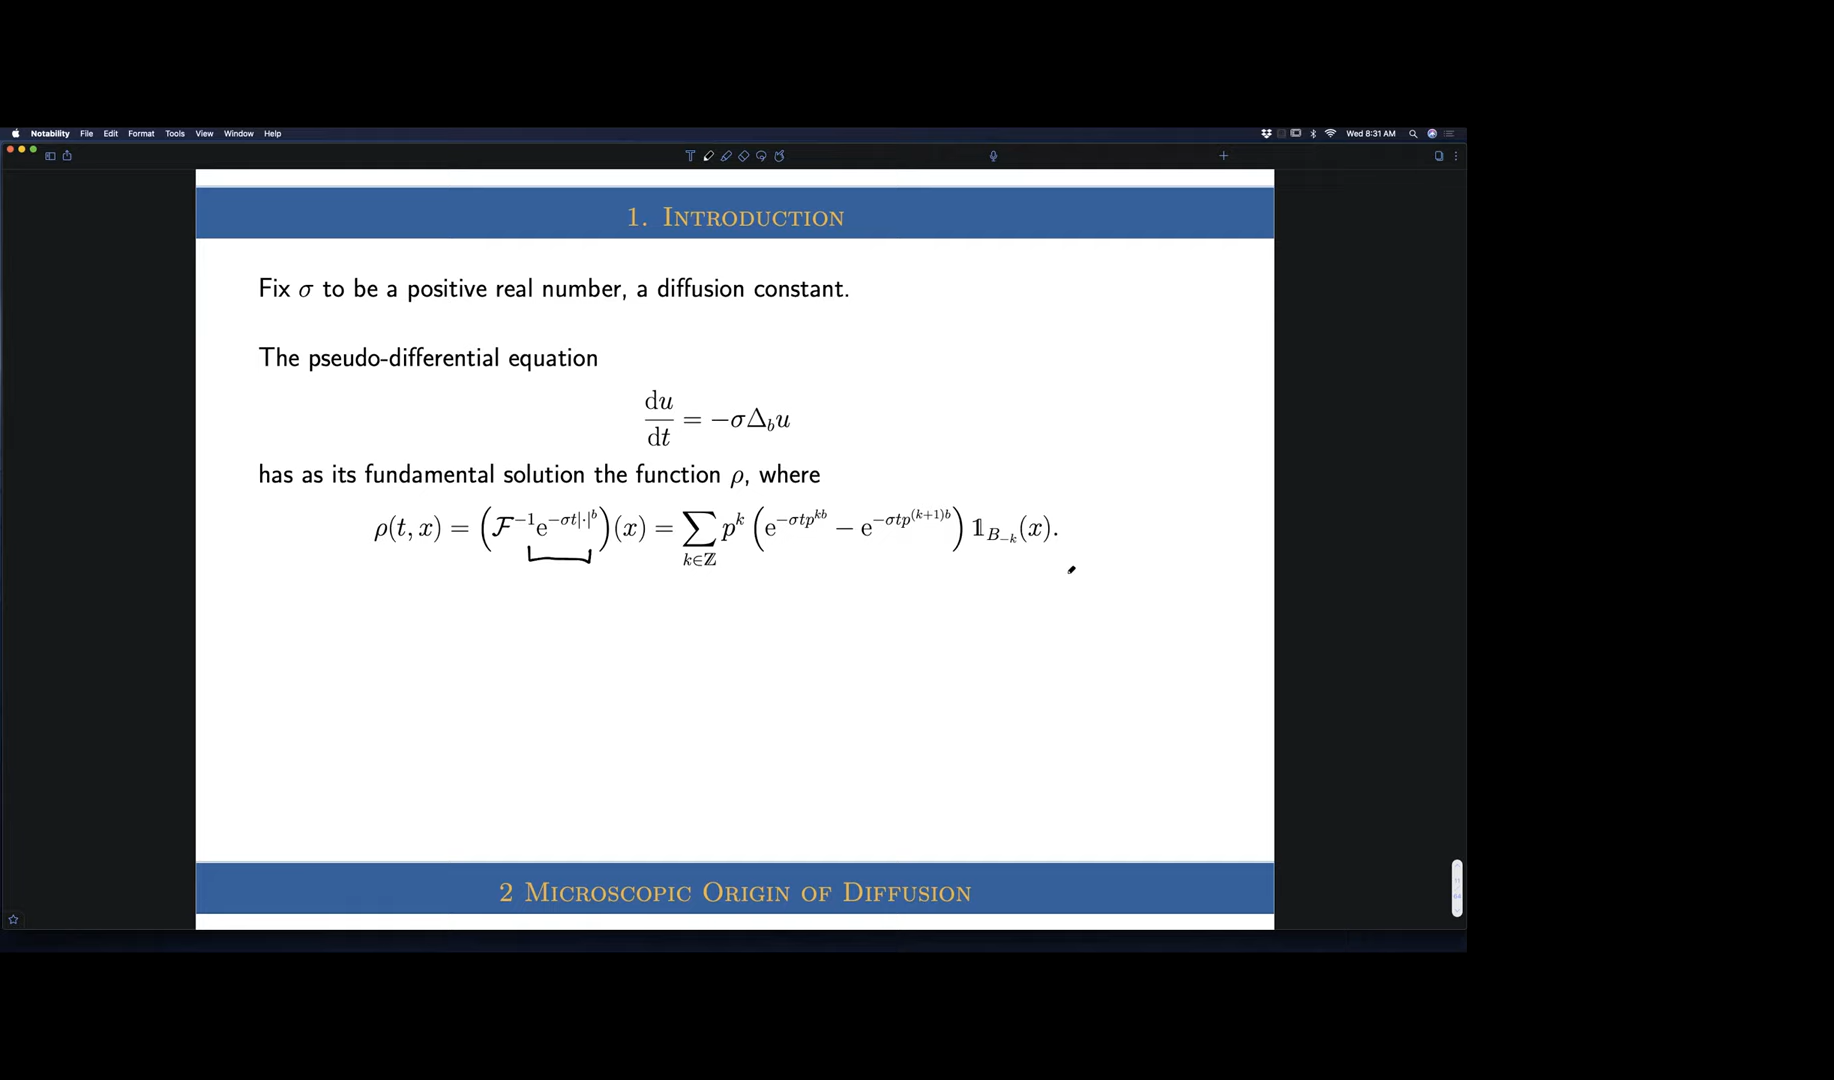 Notability File Edit Format Tools View Window Help Wed 8:31 AM
1. Introduction
Fix σ to be a positive real number, a diffusion constant.
The pseudo-differential equation
du/dt = −σΔ_b u
has as its fundamental solution the function ρ, where
ρ(t, x) = (ℱ^{−1} e^{−σt|·|^b})(x) = ∑_{k∈ℤ} p^k (e^{−σtp^{kb}} − e^{−σtp^{(k+1)b}}) 𝟙_{B_{−k}}(x).
2 Microscopic Origin of Diffusion